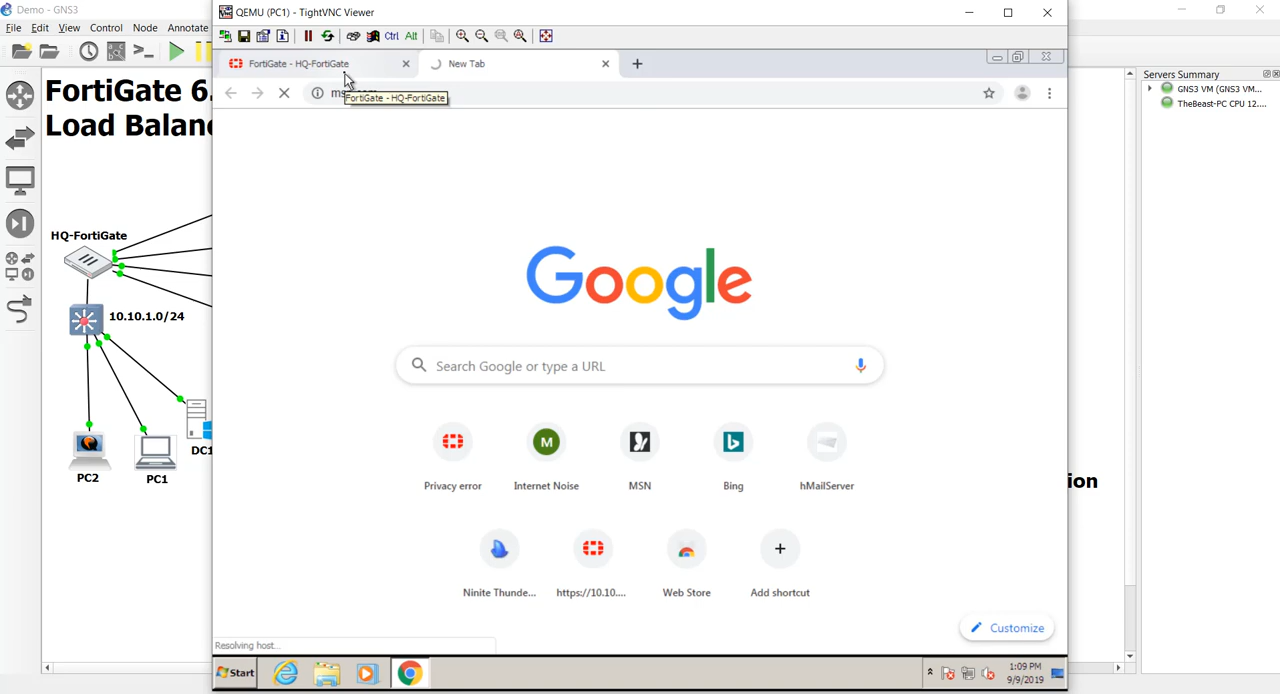 Demo - GNS3
File Edit View Control Node Annotate
FortiGate 6.
Load Balanc
HQ-FortiGate
10.10.1.0/24
PC2
PC1
DC1
ion
QEMU (PC1) - TightVNC Viewer
Ctrl Alt
FortiGate - HQ-FortiGate
New Tab
FortiGate - HQ-FortiGate
Google
Search Google or type a URL
M
Privacy error
Internet Noise
MSN
Bing
hMailServer
Ninite Thunde...
https://10.10....
Web Store
Add shortcut
Customize
Resolving host...
Start
1:09 PM
9/9/2019
Servers Summary
GNS3 VM (GNS3 VM...
TheBeast-PC CPU 12....